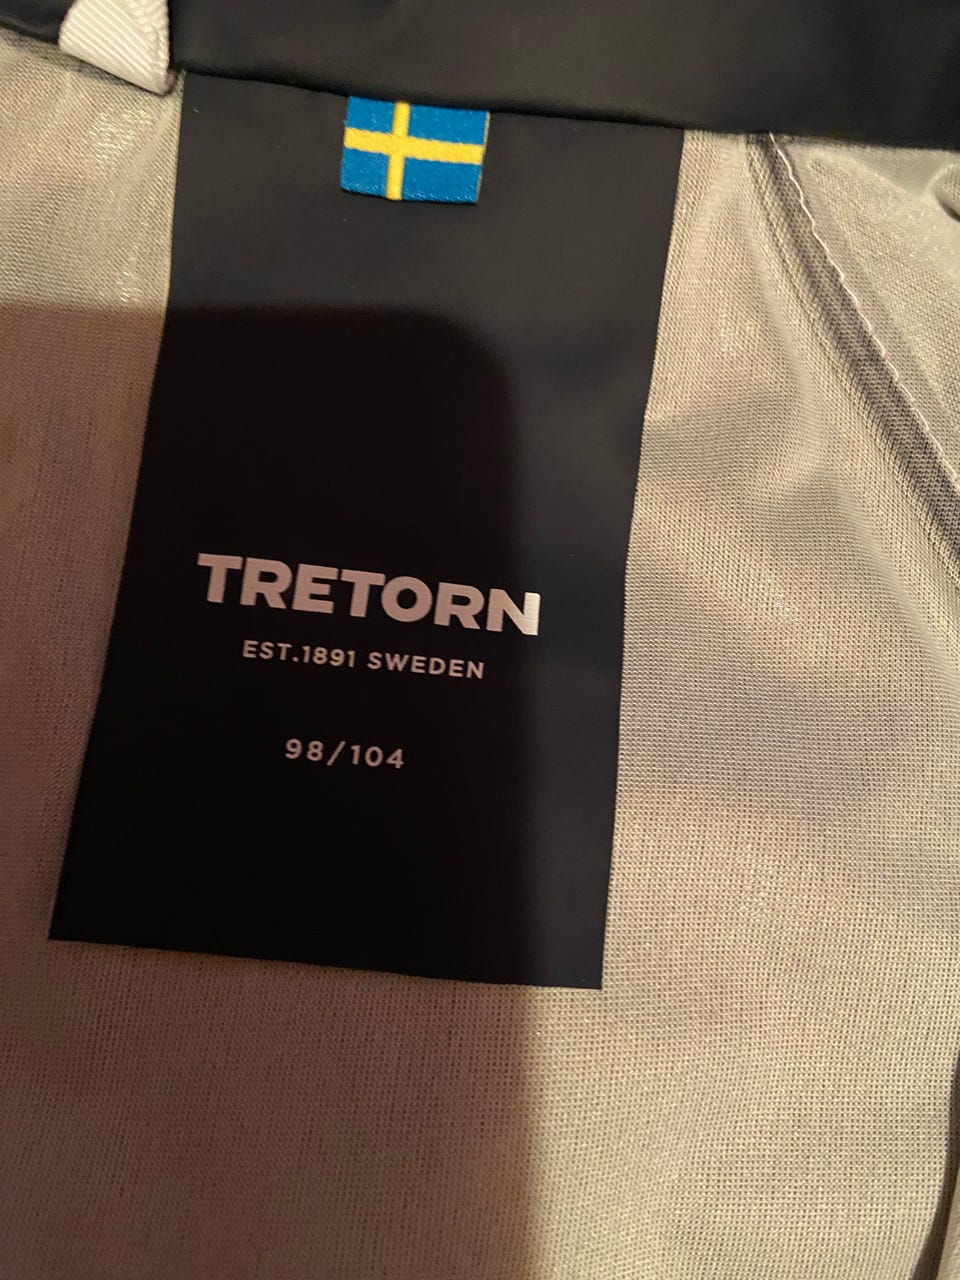 TRETORN
EST.1891 SWEDEN
98/104